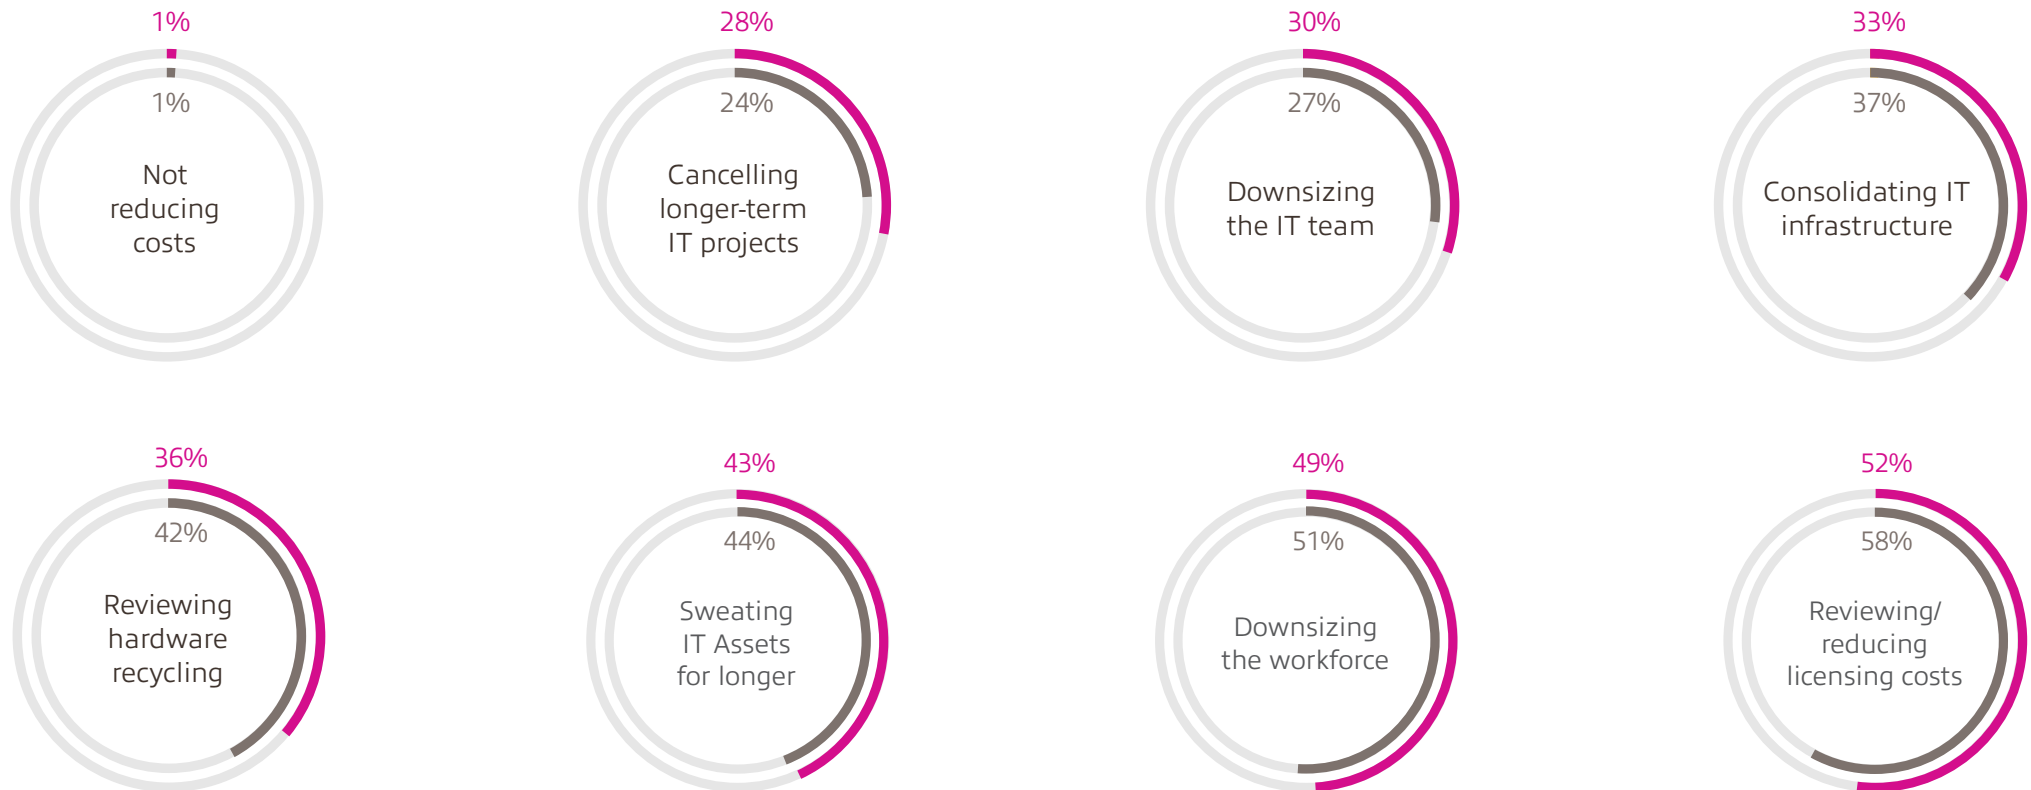 1%
1%
Not
reducing
costs
28%
24%
Cancelling
longer-term
IT projects
30%
27%
Downsizing
the IT team
33%
37%
Consolidating IT
infrastructure
36%
42%
Reviewing
hardware
recycling
43%
44%
Sweating
IT Assets
for longer
49%
51%
Downsizing
the workforce
52%
58%
Reviewing/
reducing
licensing costs